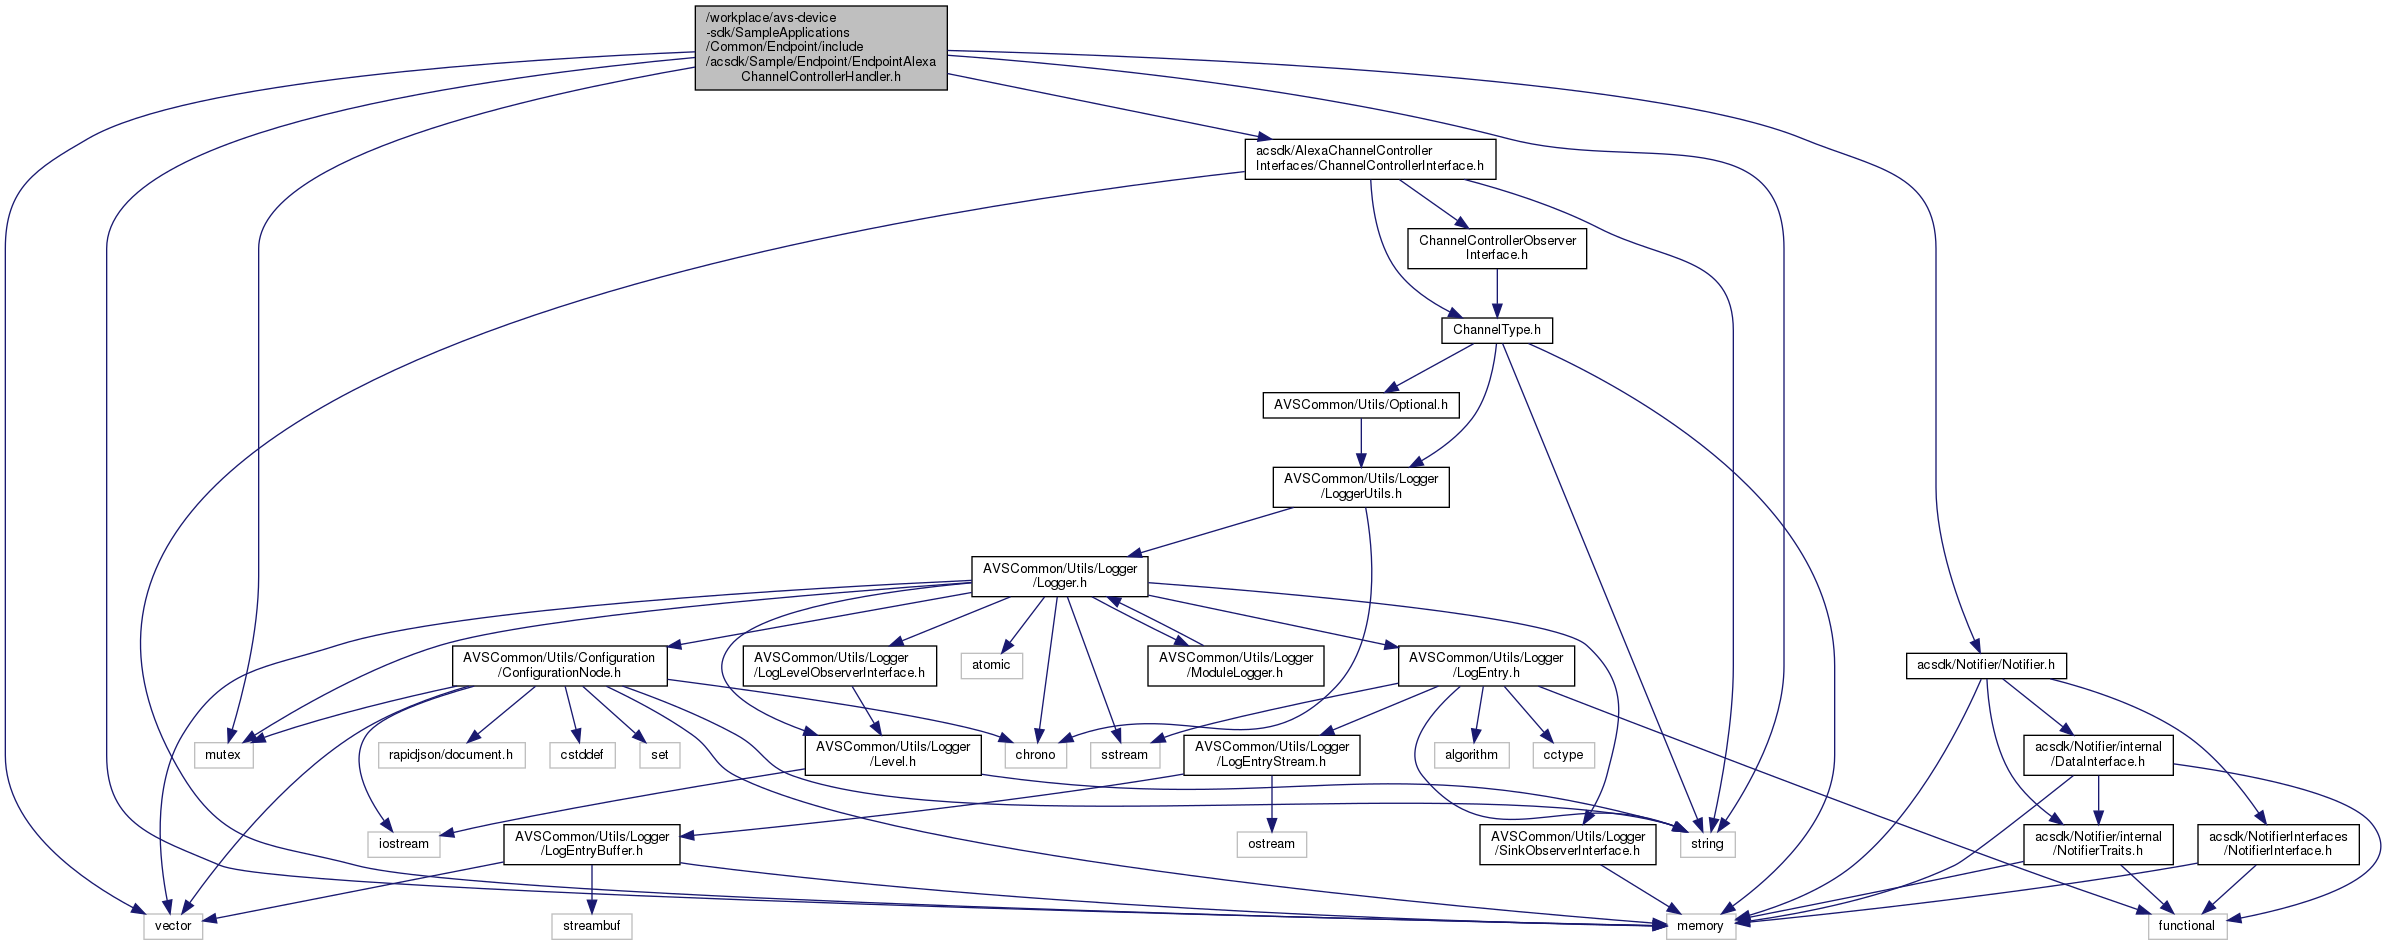 /workplace/avs-device
-sdk/SampleApplications
/Common/Endpoint/include
/acsdk/Sample/Endpoint/EndpointAlexa
ChannelControllerHandler.h
acsdk/AlexaChannelController
Interfaces/ChannelControllerInterface.h
ChannelControllerObserver
Interface.h
ChannelType.h
AVSCommon/Utils/Optional.h
AVSCommon/Utils/Logger
/LoggerUtils.h
AVSCommon/Utils/Logger
/Logger.h
AVSCommon/Utils/Configuration
/ConfigurationNode.h
AVSCommon/Utils/Logger
/LogLevelObserverInterface.h
atomic
AVSCommon/Utils/Logger
/ModuleLogger.h
AVSCommon/Utils/Logger
/LogEntry.h
acsdk/Notifier/Notifier.h
mutex
rapidjson/document.h
cstddef
set
AVSCommon/Utils/Logger
/Level.h
chrono
sstream
AVSCommon/Utils/Logger
/LogEntryStream.h
algorithm
cctype
acsdk/Notifier/internal
/DataInterface.h
iostream
AVSCommon/Utils/Logger
/LogEntryBuffer.h
ostream
AVSCommon/Utils/Logger
/SinkObserverInterface.h
string
acsdk/Notifier/internal
/NotifierTraits.h
acsdk/NotifierInterfaces
/NotifierInterface.h
vector
streambuf
memory
functional